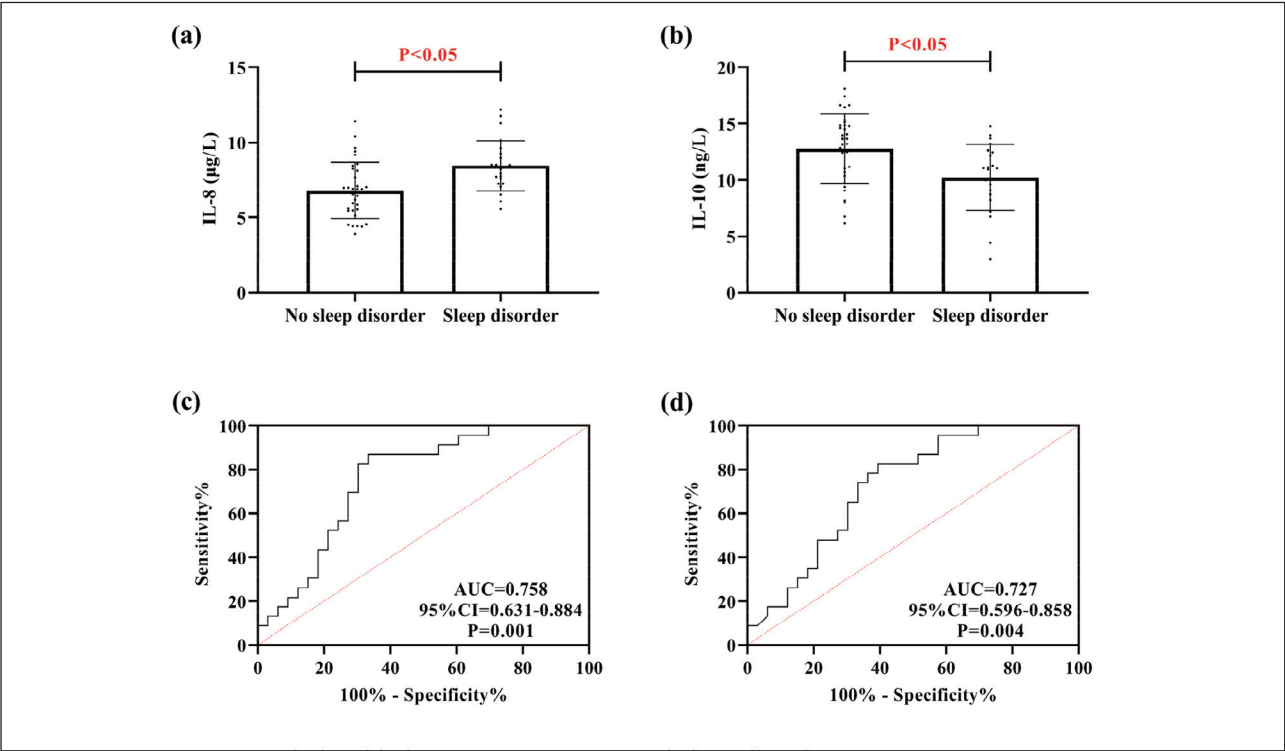 (a)
P<0.05
15
10
5
0
IL-8 (µg/L)
No sleep disorder
Sleep disorder
(b)
P<0.05
20
15
10
5
0
IL-10 (ng/L)
No sleep disorder
Sleep disorder
(c)
100
80
60
40
20
0
Sensitivity%
AUC=0.758
95%CI=0.631-0.884
P=0.001
0 20 40 60 80 100
100% - Specificity%
(d)
100
80
60
40
20
0
Sensitivity%
AUC=0.727
95%CI=0.596-0.858
P=0.004
0 20 40 60 80 100
100% - Specificity%